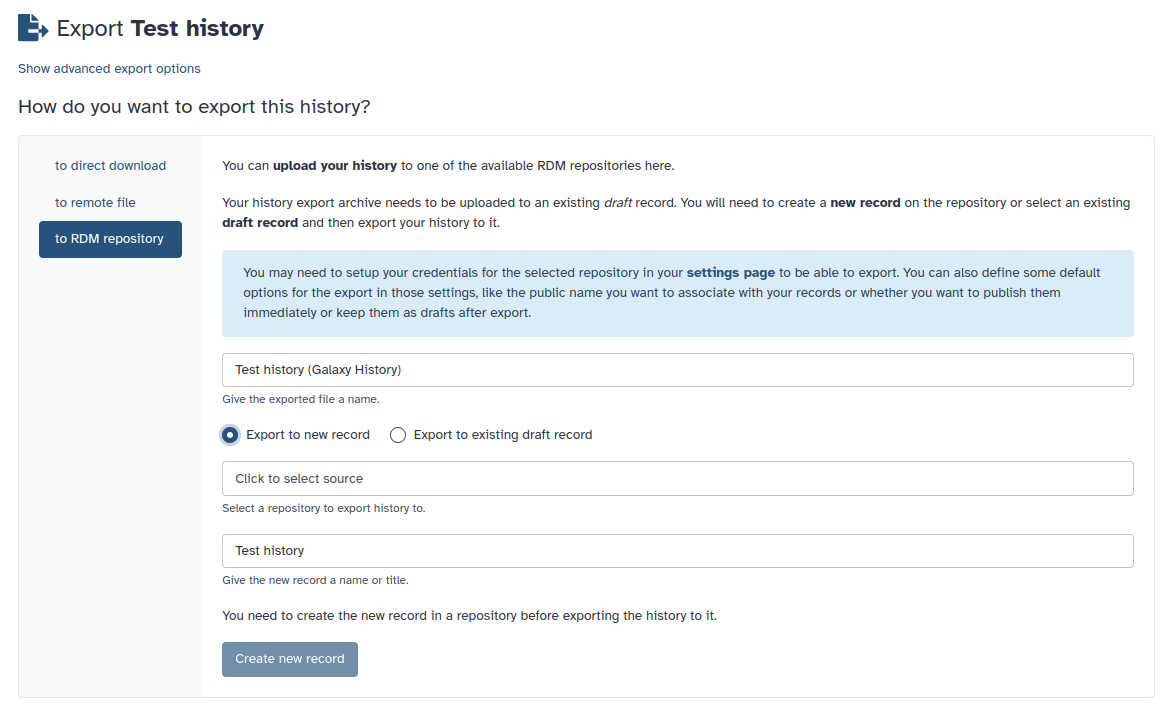 Export Test history
Show advanced export options
How do you want to export this history?
to direct download
to remote file
to RDM repository
You can upload your history to one of the available RDM repositories here.
Your history export archive needs to be uploaded to an existing draft record. You will need to create a new record on the repository or select an existing
draft record and then export your history to it.
You may need to setup your credentials for the selected repository in your settings page to be able to export. You can also define some default
options for the export in those settings, like the public name you want to associate with your records or whether you want to publish them
immediately or keep them as drafts after export.
Test history (Galaxy History)
Give the exported file a name.
Export to new record Export to existing draft record
Click to select source
Select a repository to export history to.
Test history
Give the new record a name or title.
You need to create the new record in a repository before exporting the history to it.
Create new record